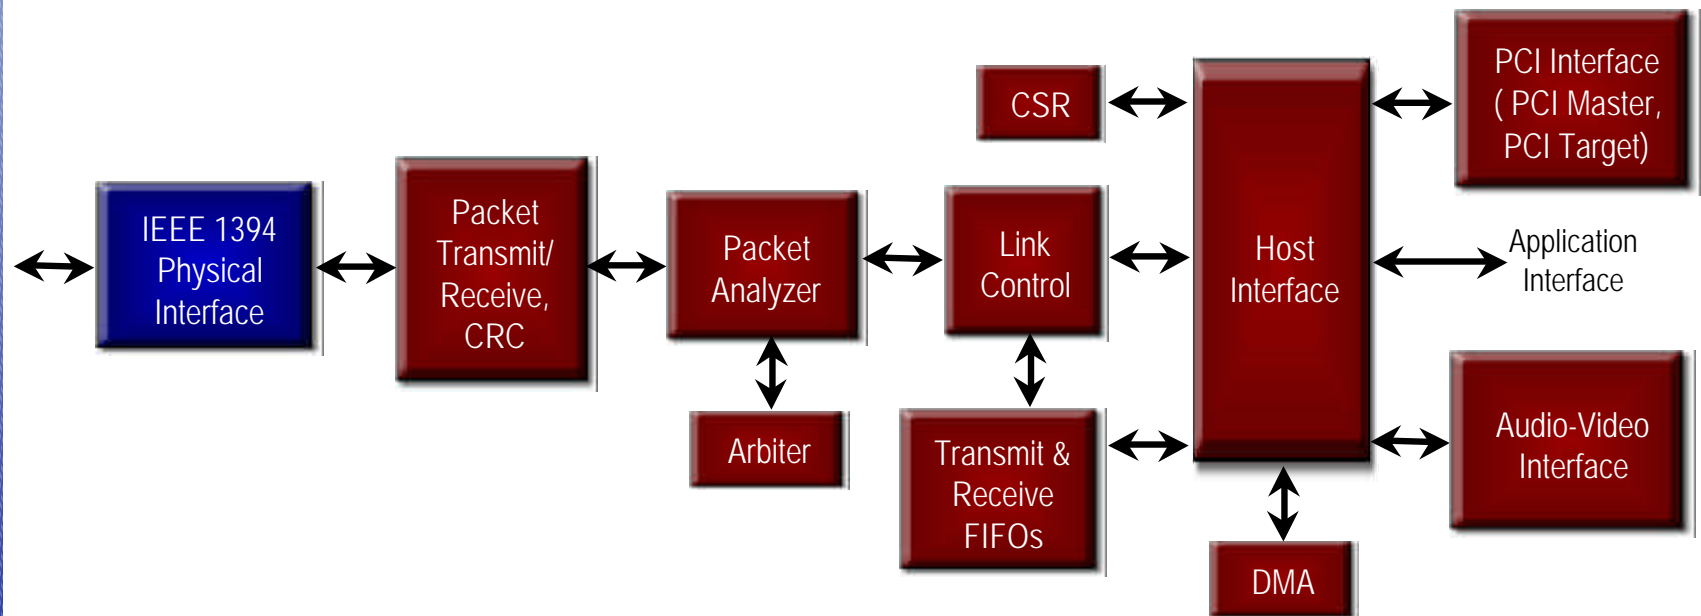 IEEE 1394
Physical
Interface
Packet
Transmit/
Receive,
CRC
Packet
Analyzer
Arbiter
CSR
Link
Control
Transmit &
Receive
FIFOs
Host
Interface
DMA
PCI Interface
( PCI Master,
PCI Target)
Application
Interface
Audio-Video
Interface